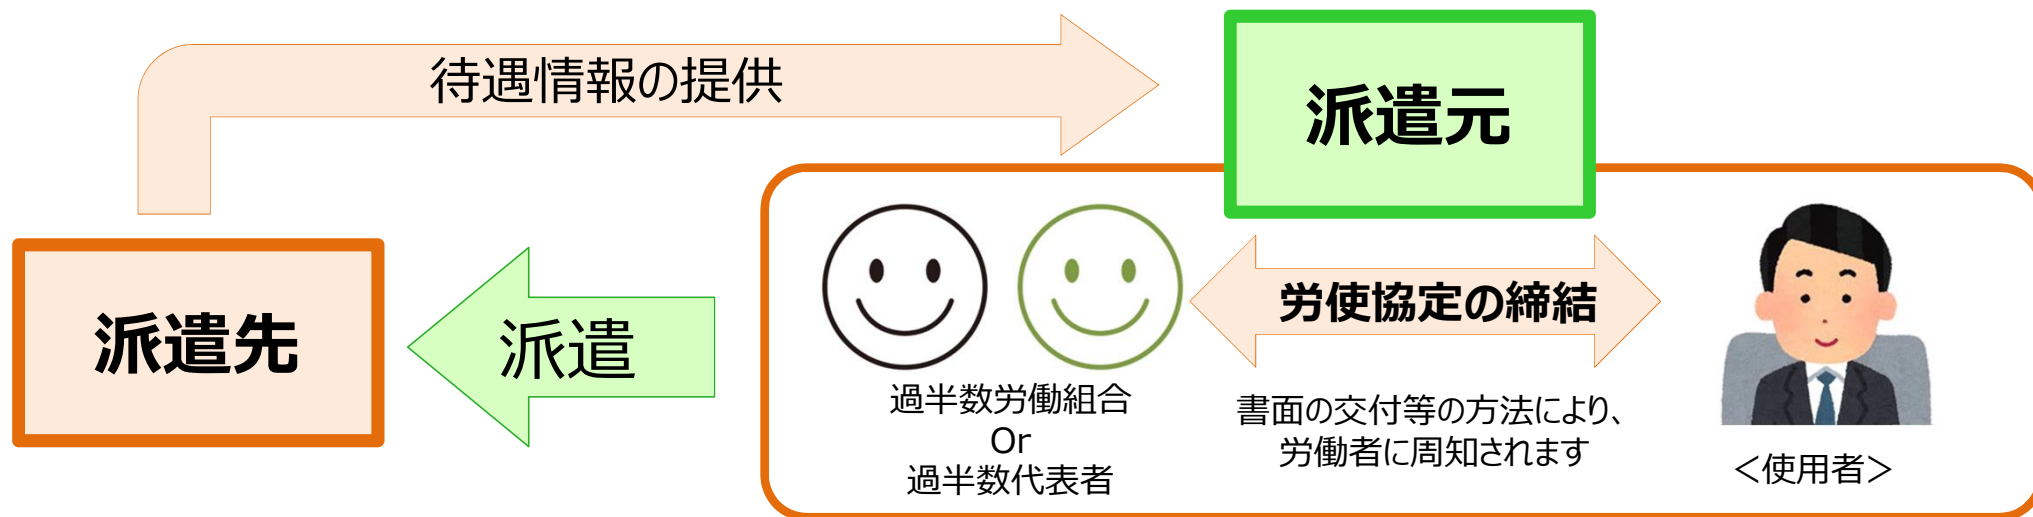 待遇情報の提供
派遣元
派遣先
派遣
労使協定の締結
過半数労働組合
Or
過半数代表者
書面の交付等の方法により、
労働者に周知されます
＜使用者＞